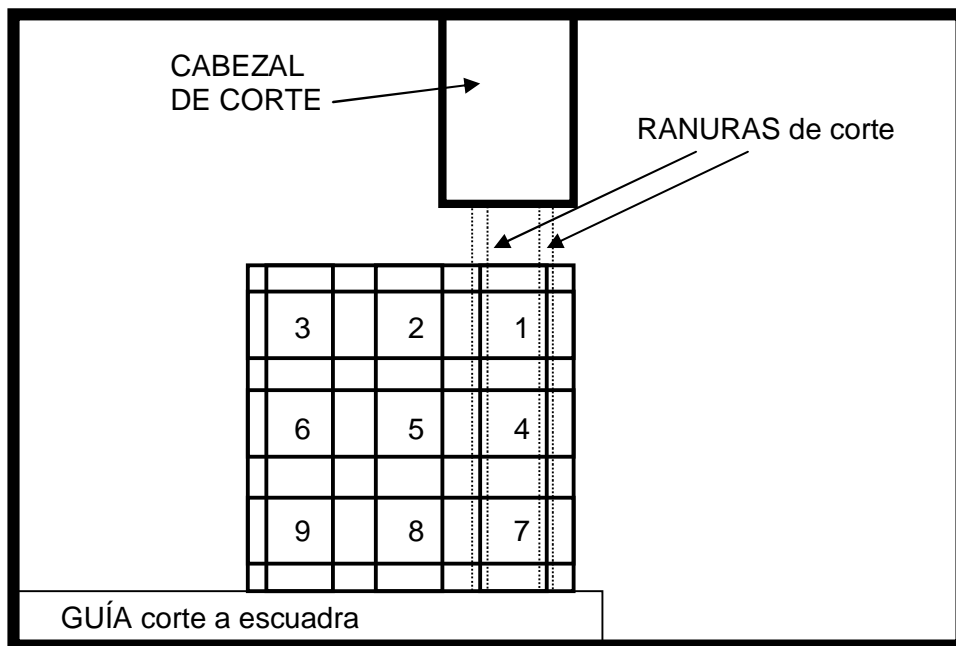 CABEZAL
DE CORTE
RANURAS de corte
3 2 1
6 5 4
9 8 7
GUÍA corte a escuadra